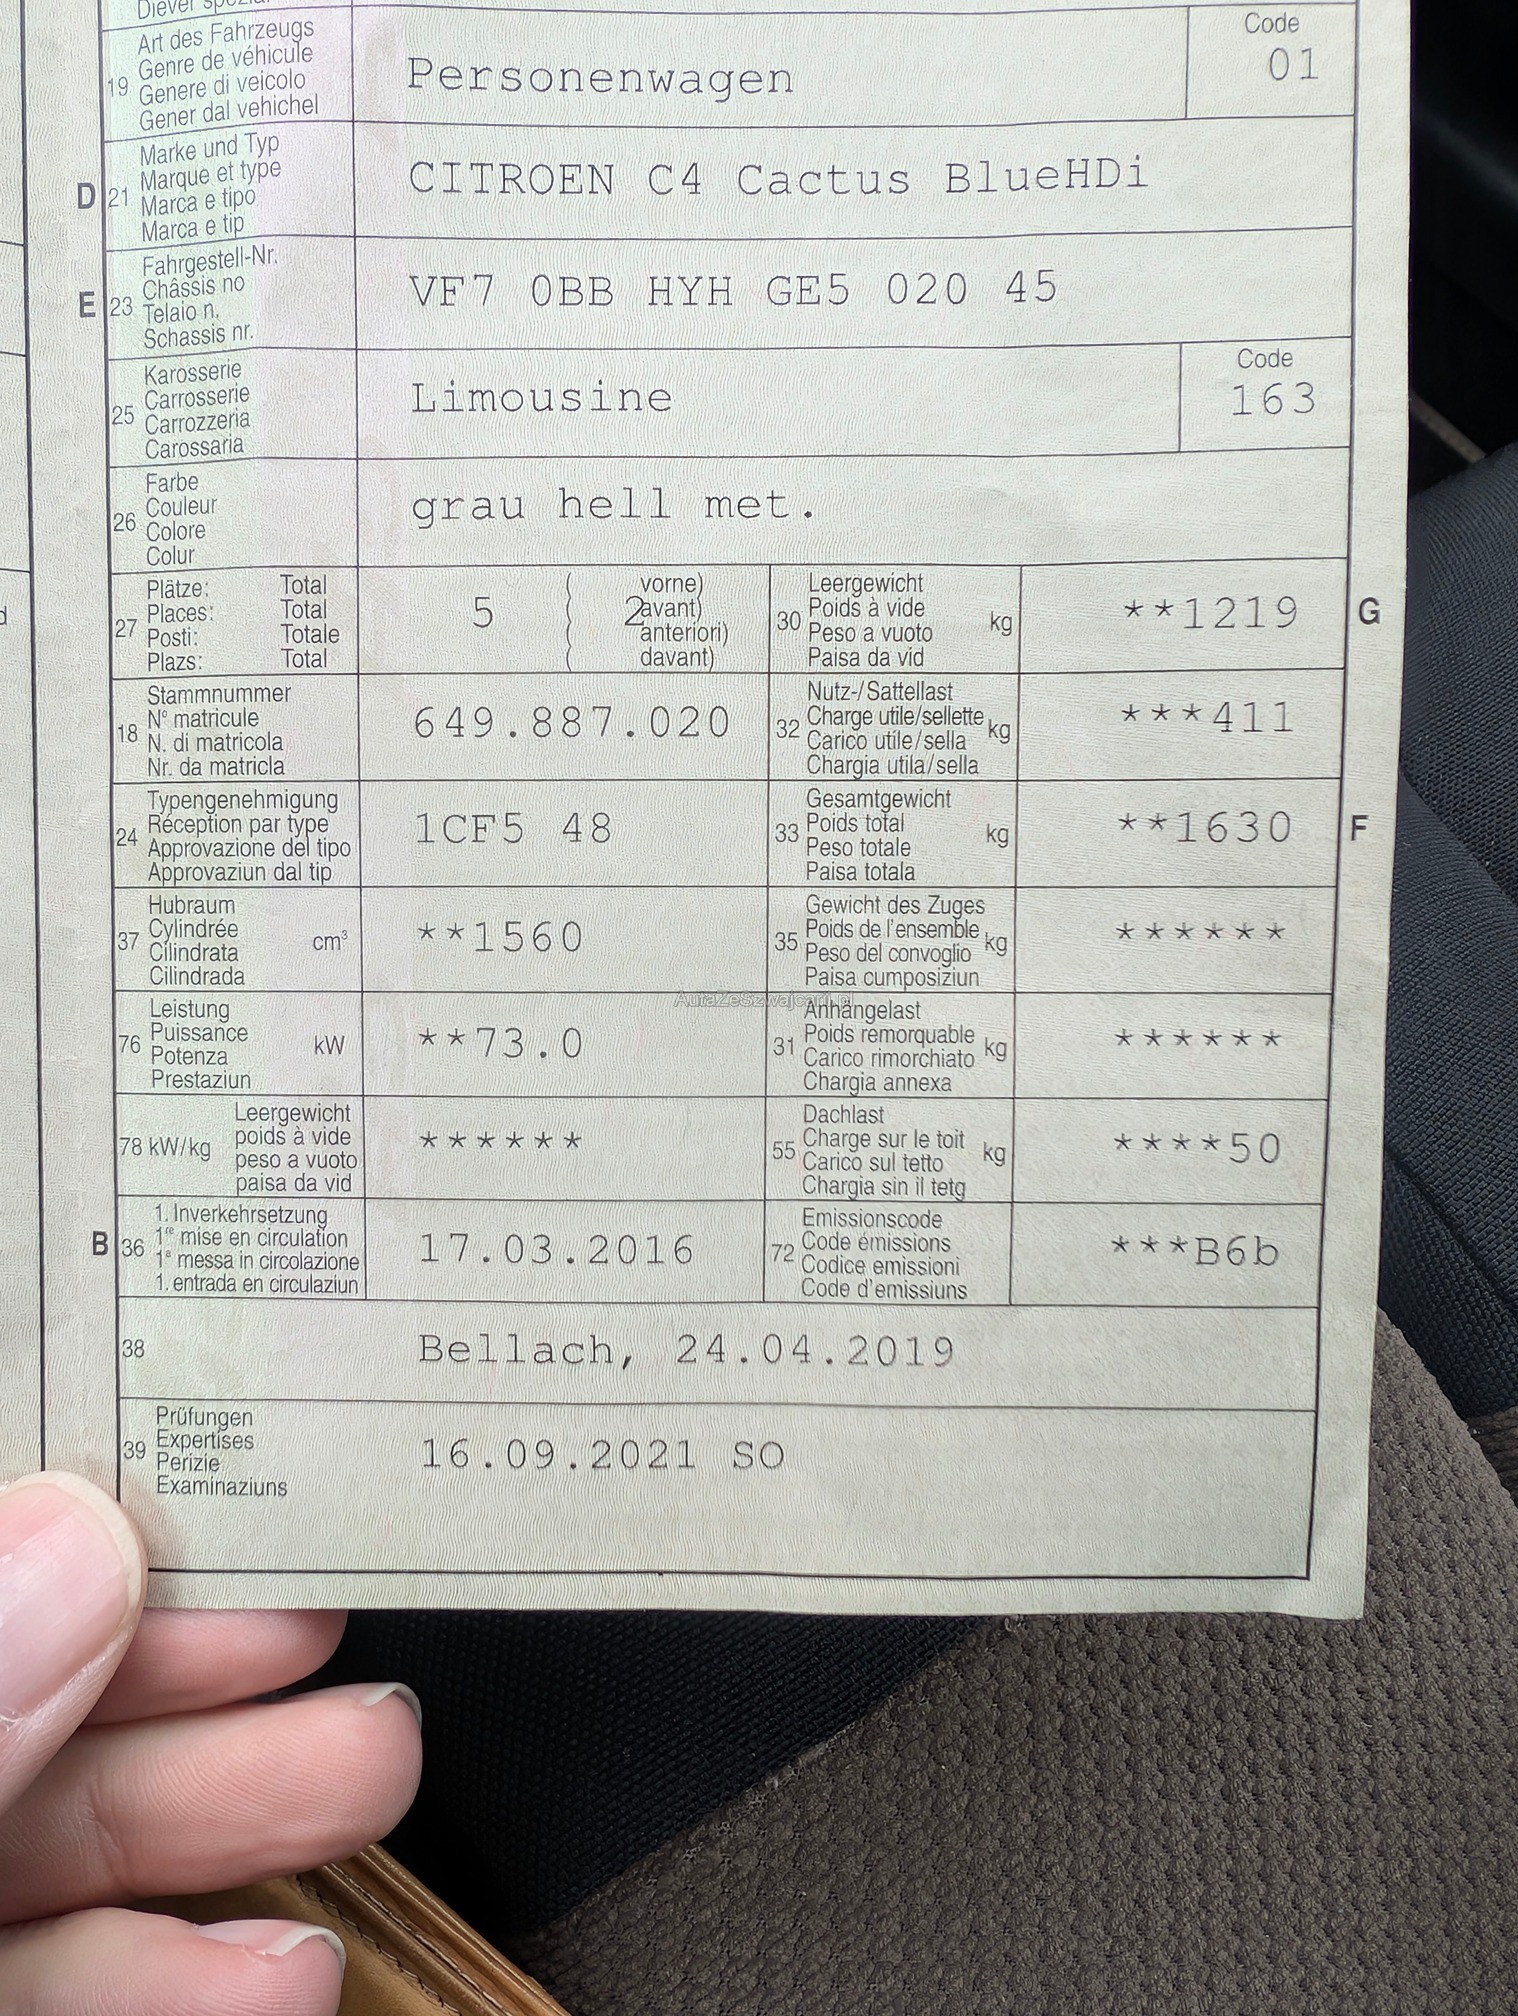 Diever spezial
Art des Fahrzeugs
Genre de véhicule
19 Genere di veicolo
Gener dal vehichel
Personenwagen
Code
01
Marke und Typ
D 21 Marque et type
Marca e tipo
Marca e tip
CITROEN C4 Cactus BlueHDi
Fahrgestell-Nr.
E 23 Châssis no
Telaio n.
Schassis nr.
VF7 0BB HYH GE5 020 45
Karosserie
25 Carrosserie
Carrozzeria
Carossaria
Limousine
Code
163
Farbe
26 Couleur
Colore
Colur
grau hell met.
Plätze: Total
27 Places: Total
Posti: Totale
Plazs: Total
5 ( 2 vorne)
( avant)
( anteriori)
( davant)
Leergewicht
30 Poids à vide kg
Peso a vuoto
Paisa da vid
**1219 G
Stammnummer
18 N° matricule
N. di matricola
Nr. da matricla
649.887.020
Nutz-/Sattellast
32 Charge utile/sellette kg
Carico utile/sella
Chargia utila/sella
***411
Typengenehmigung
24 Réception par type
Approvazione del tipo
Approvaziun dal tip
1CF5 48
Gesamtgewicht
33 Poids total kg
Peso totale
Paisa totala
**1630 F
Hubraum
37 Cylindrée cm³
Cilindrata
Cilindrada
**1560
Gewicht des Zuges
35 Poids de l'ensemble kg
Peso del convoglio
Paisa cumposiziun
******
AutaZeSzwajcarii.pl
Leistung
76 Puissance kW
Potenza
Prestaziun
**73.0
Anhängelast
31 Poids remorquable kg
Carico rimorchiato
Chargia annexa
******
Leergewicht
78 kW/kg poids à vide
peso a vuoto
paisa da vid
******
Dachlast
55 Charge sur le toit kg
Carico sul tetto
Chargia sin il tetg
****50
1. Inverkehrsetzung
B 36 1re mise en circulation
1a messa in circolazione
1. entrada en circulaziun
17.03.2016
Emissionscode
72 Code émissions
Codice emissioni
Code d'emissiuns
***B6b
38 Bellach, 24.04.2019
Prüfungen
39 Expertises
Perizie
Examinaziuns
16.09.2021 SO